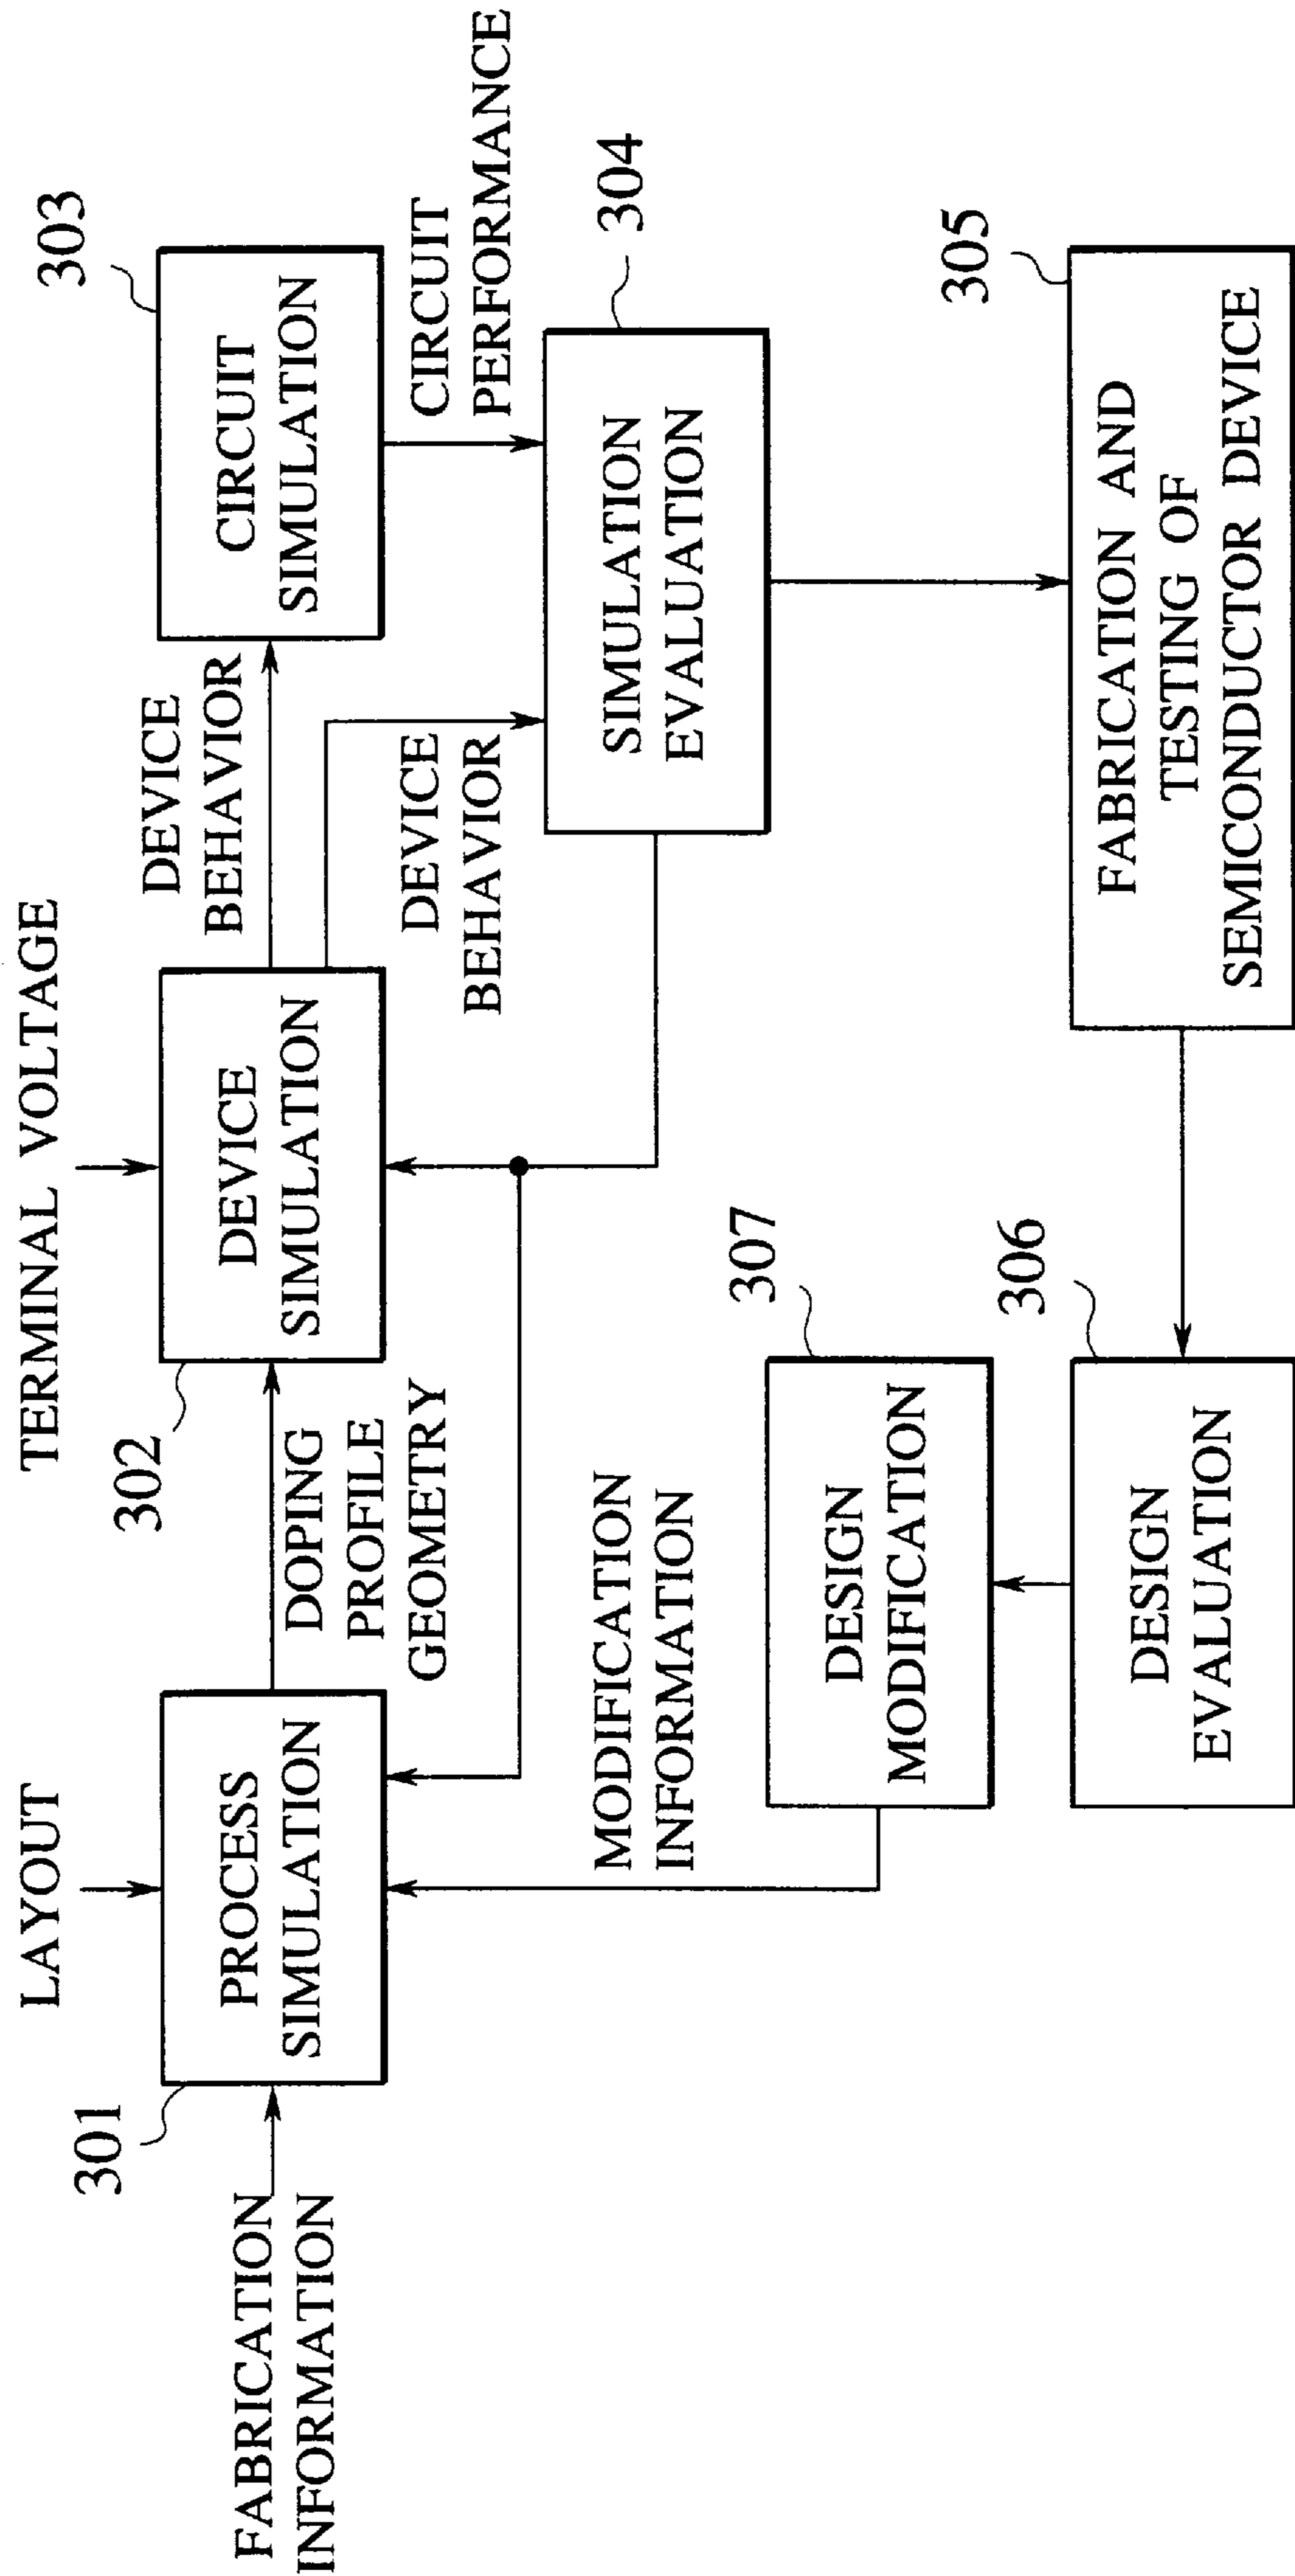 FABRICATION
INFORMATION
301
LAYOUT
PROCESS
SIMULATION
DOPING
PROFILE
GEOMETRY
302
TERMINAL VOLTAGE
DEVICE
SIMULATION
DEVICE
BEHAVIOR
DEVICE
BEHAVIOR
303
CIRCUIT
SIMULATION
CIRCUIT
PERFORMANCE
304
SIMULATION
EVALUATION
MODIFICATION
INFORMATION
307
DESIGN
MODIFICATION
306
DESIGN
EVALUATION
305
FABRICATION AND
TESTING OF
SEMICONDUCTOR DEVICE